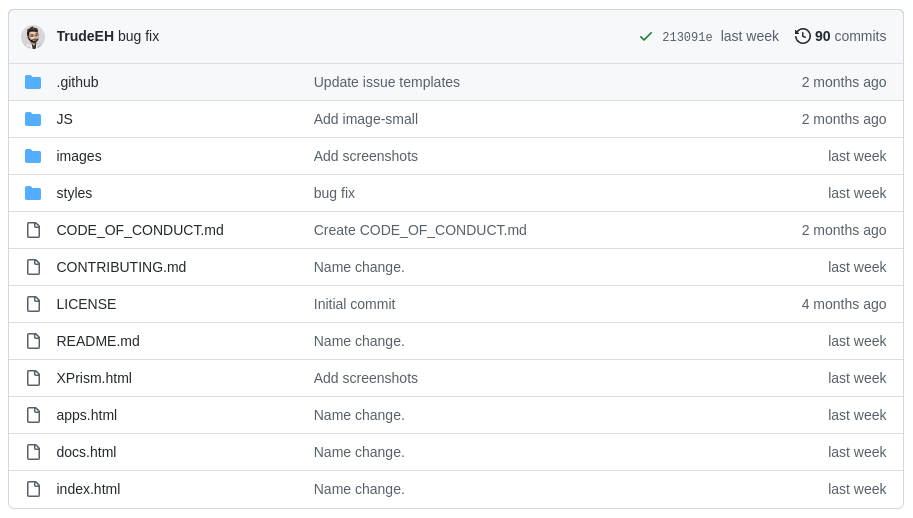 TrudeEH bug fix 213091e last week 90 commits
.github Update issue templates 2 months ago
JS Add image-small 2 months ago
images Add screenshots last week
styles bug fix last week
CODE_OF_CONDUCT.md Create CODE_OF_CONDUCT.md 2 months ago
CONTRIBUTING.md Name change. last week
LICENSE Initial commit 4 months ago
README.md Name change. last week
XPrism.html Add screenshots last week
apps.html Name change. last week
docs.html Name change. last week
index.html Name change. last week